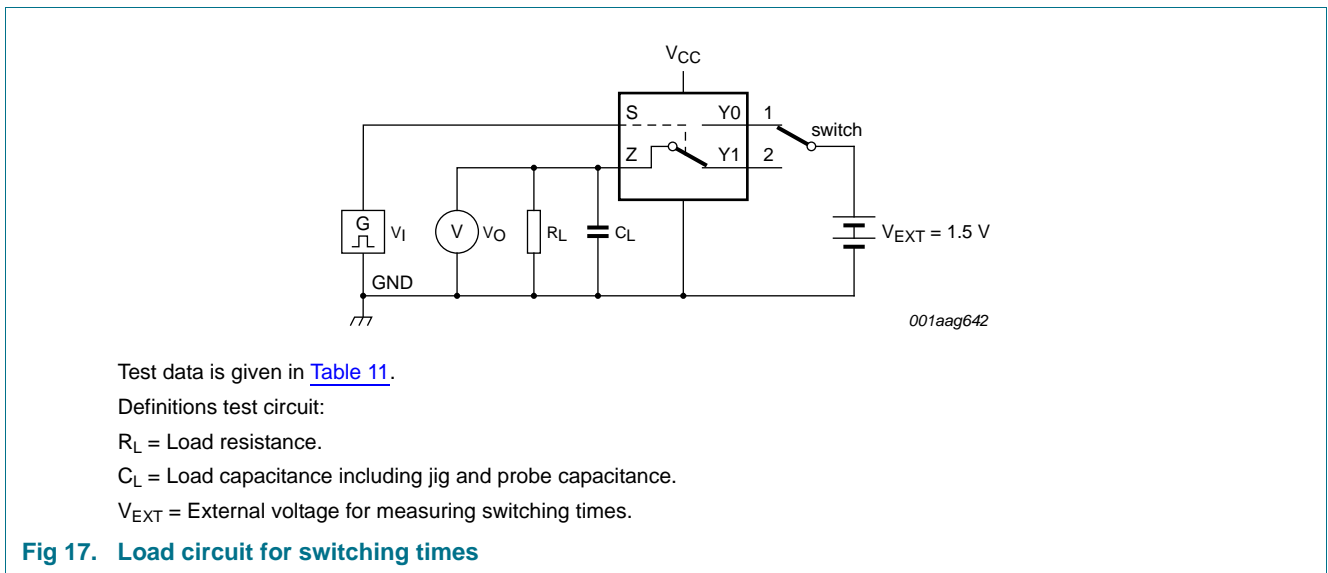 VCC
S
Y0
1
switch
Z
Y1
2
G
VI
V
VO
RL
CL
VEXT = 1.5 V
GND
001aag642
Test data is given in Table 11.
Definitions test circuit:
RL = Load resistance.
CL = Load capacitance including jig and probe capacitance.
VEXT = External voltage for measuring switching times.
Fig 17. Load circuit for switching times